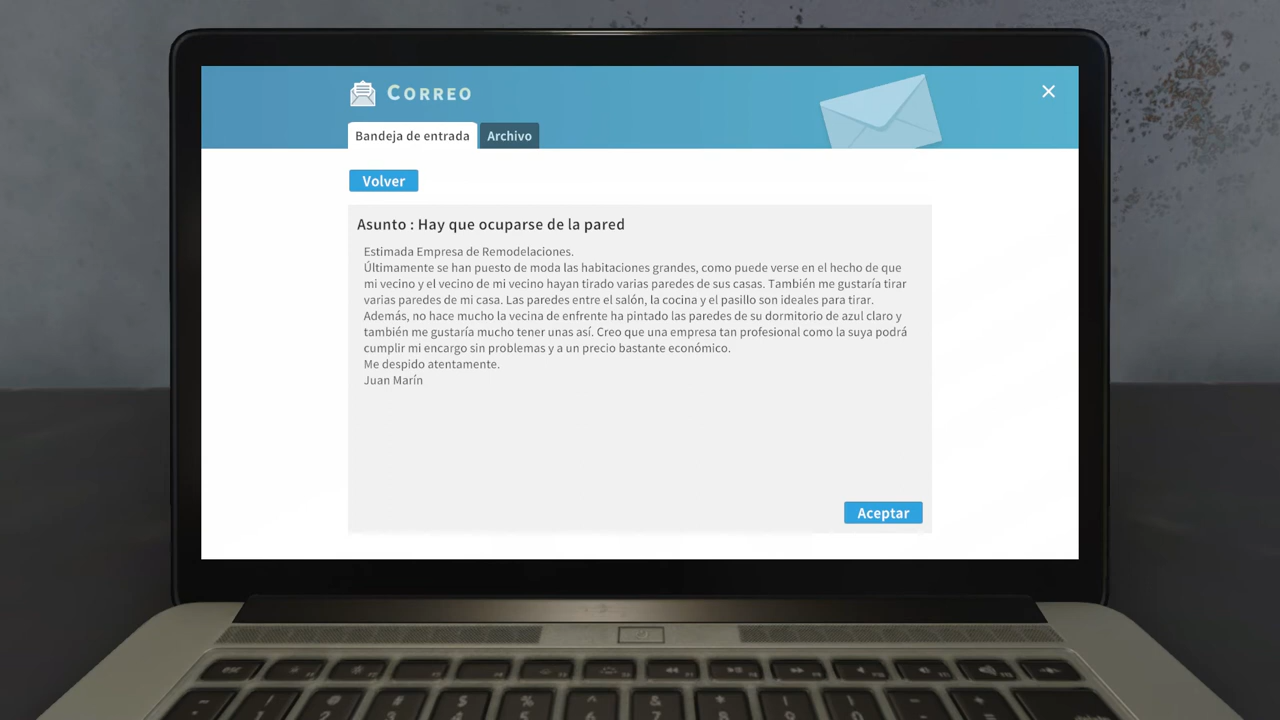 Correo
Bandeja de entrada
Archivo
Volver
Asunto : Hay que ocuparse de la pared
Estimada Empresa de Remodelaciones.
Últimamente se han puesto de moda las habitaciones grandes, como puede verse en el hecho de que
mi vecino y el vecino de mi vecino hayan tirado varias paredes de sus casas. También me gustaría tirar
varias paredes de mi casa. Las paredes entre el salón, la cocina y el pasillo son ideales para tirar.
Además, no hace mucho la vecina de enfrente ha pintado las paredes de su dormitorio de azul claro y
también me gustaría mucho tener unas así. Creo que una empresa tan profesional como la suya podrá
cumplir mi encargo sin problemas y a un precio bastante económico.
Me despido atentamente.
Juan Marín
Aceptar